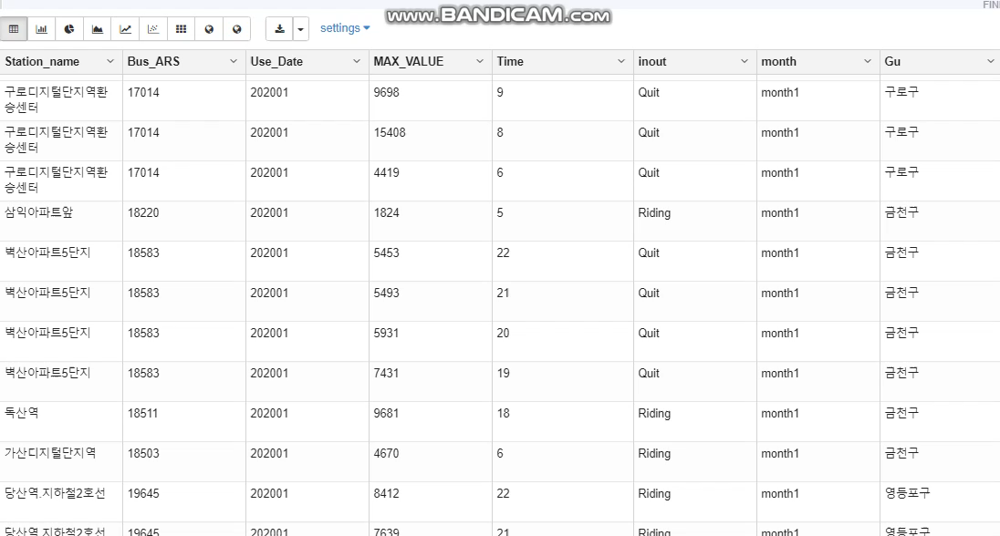 www.BANDICAM.com
FIN
settings
Station_name Bus_ARS Use_Date MAX_VALUE Time inout month Gu
구로디지털단지역환 17014 202001 9698 9 Quit month1 구로구
승센터
구로디지털단지역환 17014 202001 15408 8 Quit month1 구로구
승센터
구로디지털단지역환 17014 202001 4419 6 Quit month1 구로구
승센터
삼익아파트앞 18220 202001 1824 5 Riding month1 금천구
벽산아파트5단지 18583 202001 5453 22 Quit month1 금천구
벽산아파트5단지 18583 202001 5493 21 Quit month1 금천구
벽산아파트5단지 18583 202001 5931 20 Quit month1 금천구
벽산아파트5단지 18583 202001 7431 19 Quit month1 금천구
독산역 18511 202001 9681 18 Riding month1 금천구
가산디지털단지역 18503 202001 4670 6 Riding month1 금천구
당산역.지하철2호선 19645 202001 8412 22 Riding month1 영등포구
당산역.지하철2호선 19645 202001 7639 21 Riding month1 영등포구